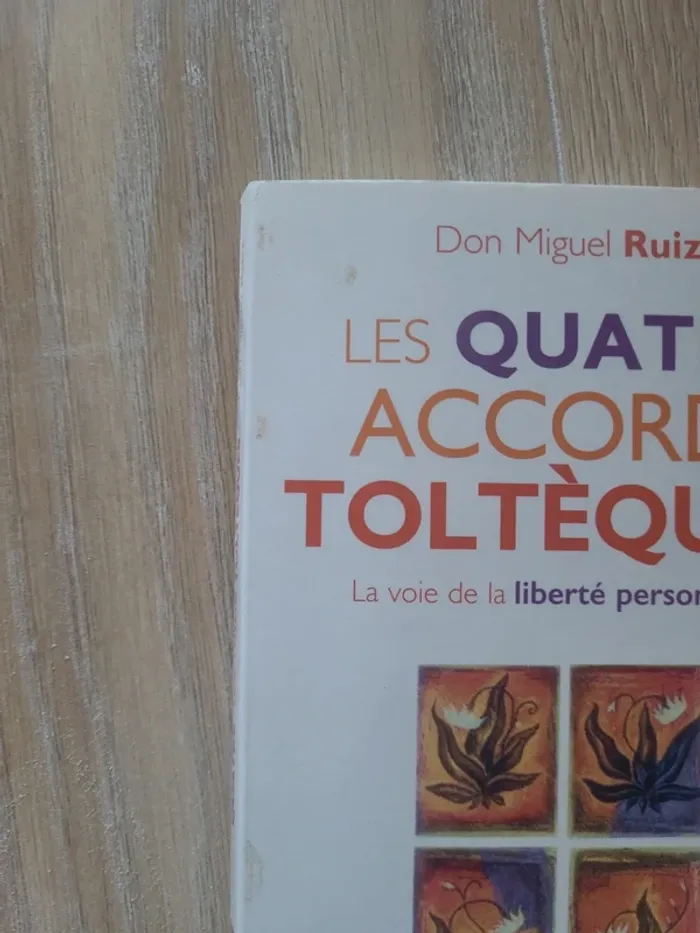 Don Miguel Ruiz
LES QUAT
ACCORD
TOLTÈQU
La voie de la liberté person